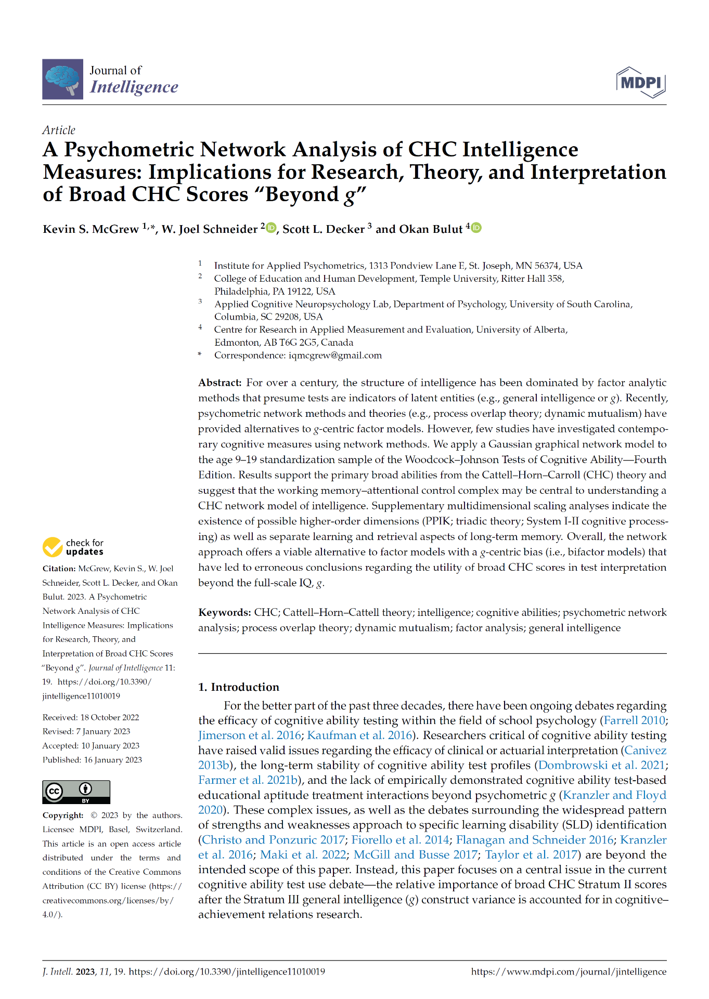 Journal of
Intelligence
MDPI
Article
A Psychometric Network Analysis of CHC Intelligence
Measures: Implications for Research, Theory, and Interpretation
of Broad CHC Scores “Beyond g”
Kevin S. McGrew 1,*, W. Joel Schneider 2 iD, Scott L. Decker 3 and Okan Bulut 4 iD
1 Institute for Applied Psychometrics, 1313 Pondview Lane E, St. Joseph, MN 56374, USA
2 College of Education and Human Development, Temple University, Ritter Hall 358,
Philadelphia, PA 19122, USA
3 Applied Cognitive Neuropsychology Lab, Department of Psychology, University of South Carolina,
Columbia, SC 29208, USA
4 Centre for Research in Applied Measurement and Evaluation, University of Alberta,
Edmonton, AB T6G 2G5, Canada
* Correspondence: iqmcgrew@gmail.com
Abstract: For over a century, the structure of intelligence has been dominated by factor analytic
methods that presume tests are indicators of latent entities (e.g., general intelligence or g). Recently,
psychometric network methods and theories (e.g., process overlap theory; dynamic mutualism) have
provided alternatives to g-centric factor models. However, few studies have investigated contempo-
rary cognitive measures using network methods. We apply a Gaussian graphical network model to
the age 9–19 standardization sample of the Woodcock–Johnson Tests of Cognitive Ability—Fourth
Edition. Results support the primary broad abilities from the Cattell–Horn–Carroll (CHC) theory and
suggest that the working memory–attentional control complex may be central to understanding a
CHC network model of intelligence. Supplementary multidimensional scaling analyses indicate the
existence of possible higher-order dimensions (PPIK; triadic theory; System I-II cognitive process-
ing) as well as separate learning and retrieval aspects of long-term memory. Overall, the network
approach offers a viable alternative to factor models with a g-centric bias (i.e., bifactor models) that
have led to erroneous conclusions regarding the utility of broad CHC scores in test interpretation
beyond the full-scale IQ, g.
Keywords: CHC; Cattell–Horn–Cattell theory; intelligence; cognitive abilities; psychometric network
analysis; process overlap theory; dynamic mutualism; factor analysis; general intelligence
check for
updates
Citation: McGrew, Kevin S., W. Joel
Schneider, Scott L. Decker, and Okan
Bulut. 2023. A Psychometric
Network Analysis of CHC
Intelligence Measures: Implications
for Research, Theory, and
Interpretation of Broad CHC Scores
“Beyond g”. Journal of Intelligence 11:
19. https://doi.org/10.3390/
jintelligence11010019
Received: 18 October 2022
Revised: 7 January 2023
Accepted: 10 January 2023
Published: 16 January 2023
cc BY
Copyright: © 2023 by the authors.
Licensee MDPI, Basel, Switzerland.
This article is an open access article
distributed under the terms and
conditions of the Creative Commons
Attribution (CC BY) license (https://
creativecommons.org/licenses/by/
4.0/).
1. Introduction
For the better part of the past three decades, there have been ongoing debates regarding
the efficacy of cognitive ability testing within the field of school psychology (Farrell 2010;
Jimerson et al. 2016; Kaufman et al. 2016). Researchers critical of cognitive ability testing
have raised valid issues regarding the efficacy of clinical or actuarial interpretation (Canivez
2013b), the long-term stability of cognitive ability test profiles (Dombrowski et al. 2021;
Farmer et al. 2021b), and the lack of empirically demonstrated cognitive ability test-based
educational aptitude treatment interactions beyond psychometric g (Kranzler and Floyd
2020). These complex issues, as well as the debates surrounding the widespread pattern
of strengths and weaknesses approach to specific learning disability (SLD) identification
(Christo and Ponzuric 2017; Fiorello et al. 2014; Flanagan and Schneider 2016; Kranzler
et al. 2016; Maki et al. 2022; McGill and Busse 2017; Taylor et al. 2017) are beyond the
intended scope of this paper. Instead, this paper focuses on a central issue in the current
cognitive ability test use debate—the relative importance of broad CHC Stratum II scores
after the Stratum III general intelligence (g) construct variance is accounted for in cognitive–
achievement relations research.
J. Intell. 2023, 11, 19. https://doi.org/10.3390/jintelligence11010019
https://www.mdpi.com/journal/jintelligence